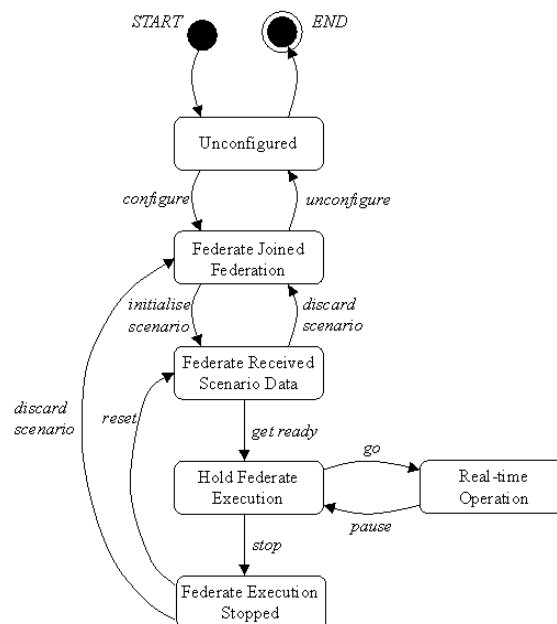 START
END
Unconfigured
configure
unconfigure
Federate Joined
Federation
initialise
scenario
discard
scenario
Federate Received
Scenario Data
discard
scenario
reset
get ready
go
Hold Federate
Execution
Real-time
Operation
pause
stop
Federate Execution
Stopped